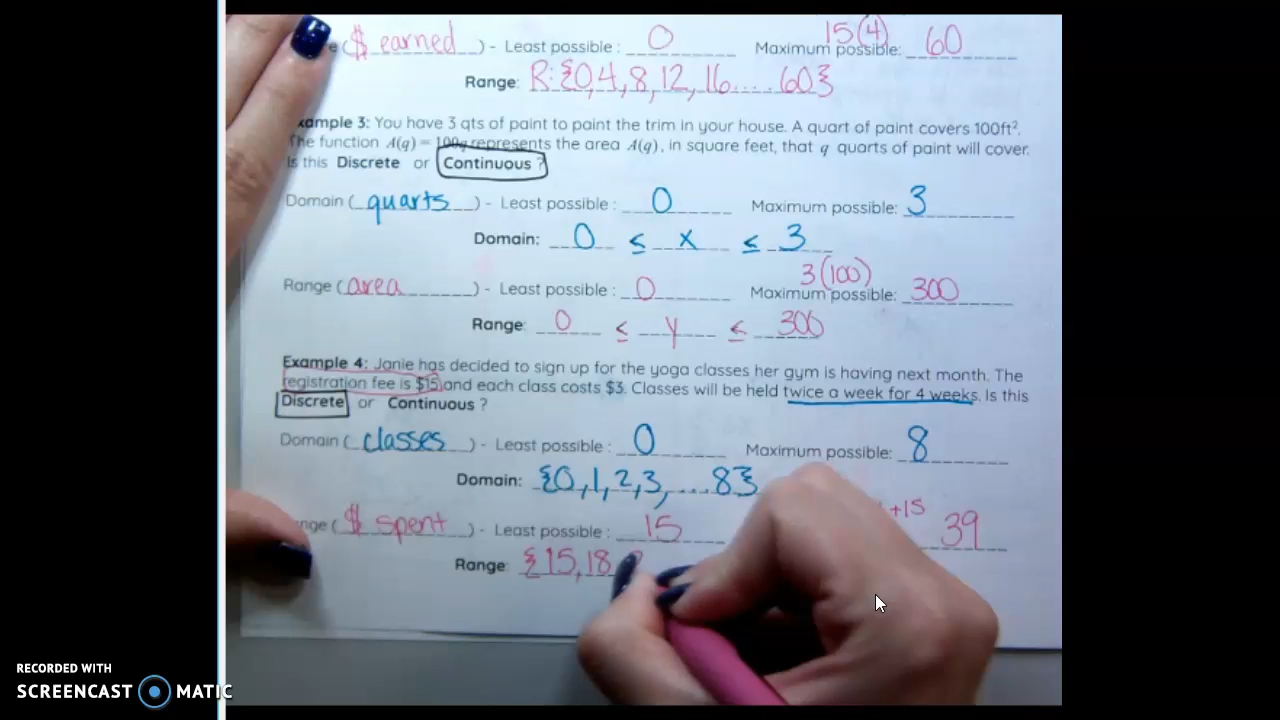 ($ earned) - Least possible : 0 Maximum possible: 15(4) 60
Range: R: {0,4,8,12,16....60}
xample 3: You have 3 qts of paint to paint the trim in your house. A quart of paint covers 100ft².
The function A(q) = 100q represents the area A(q), in square feet, that q quarts of paint will cover.
Is this Discrete or Continuous ?
Domain (quarts) - Least possible : 0 Maximum possible: 3
Domain: 0 ≤ x ≤ 3
Range (area) - Least possible : 0 Maximum possible: 3(100) 300
Range: 0 ≤ y ≤ 300
Example 4: Janie has decided to sign up for the yoga classes her gym is having next month. The
registration fee is $15 and each class costs $3. Classes will be held twice a week for 4 weeks. Is this
Discrete or Continuous ?
Domain (classes) - Least possible : 0 Maximum possible: 8
Domain: {0,1,2,3,...8}
nge ($ spent) - Least possible : 15 +15 39
Range: {15,18
RECORDED WITH
SCREENCAST MATIC